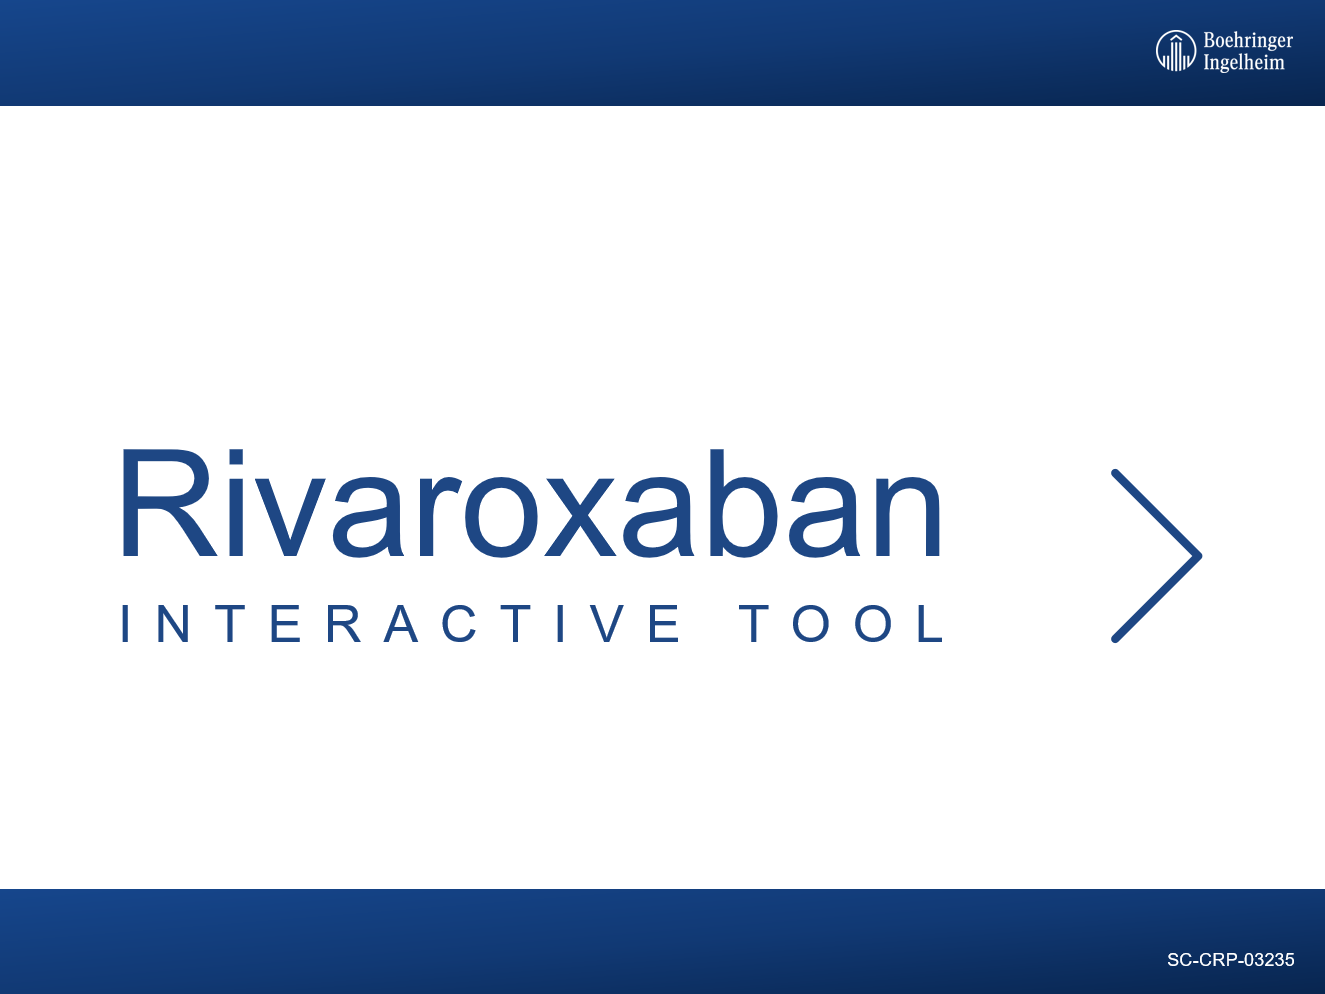 Boehringer
Ingelheim
Rivaroxaban
INTERACTIVE TOOL
SC-CRP-03235